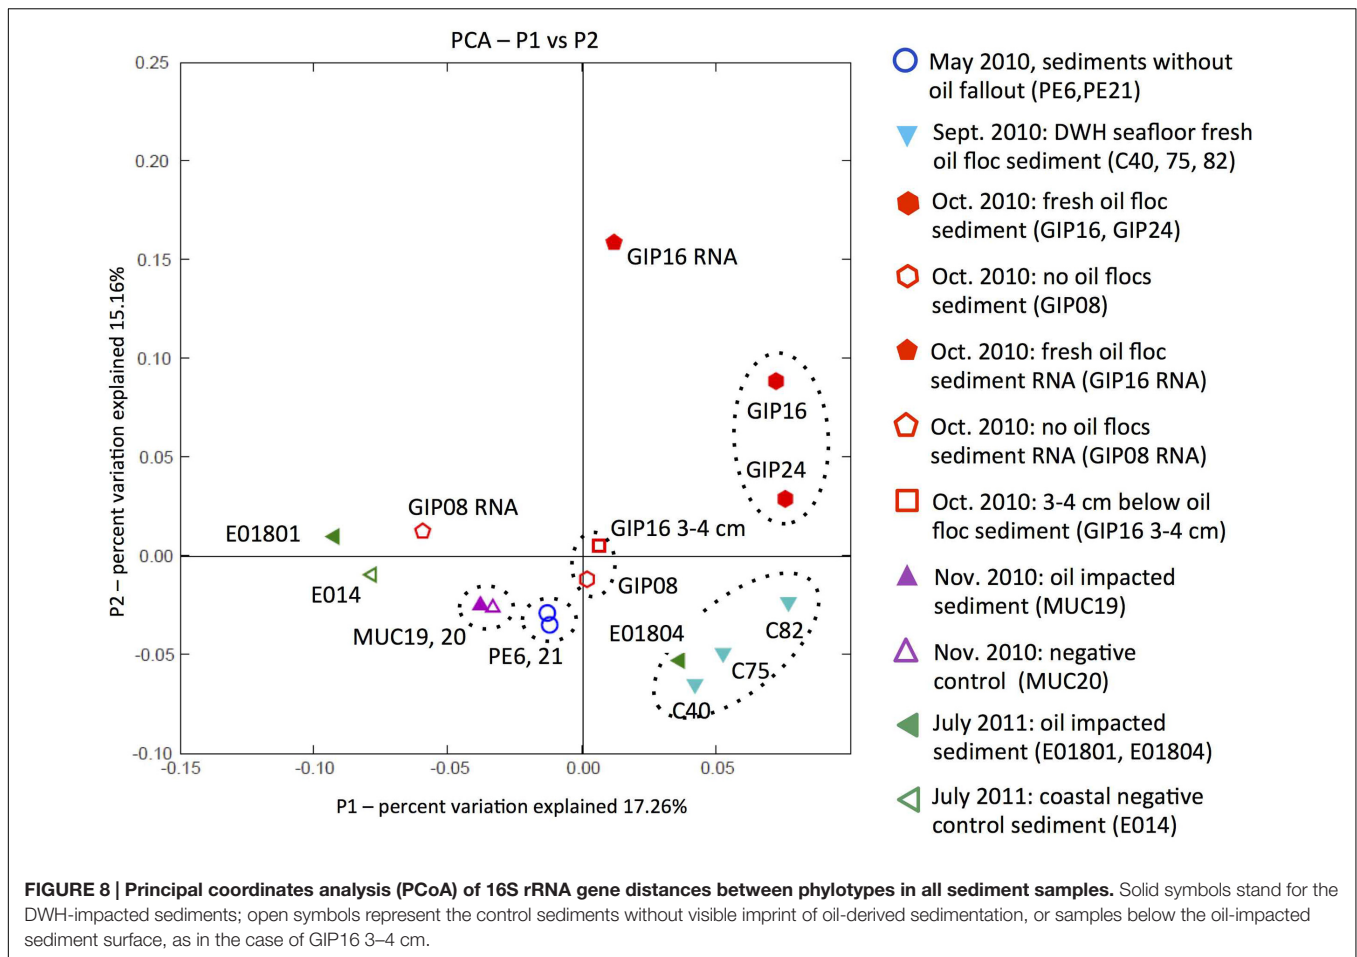 PCA – P1 vs P2
0.25
0.20
0.15
0.10
0.05
0.00
-0.05
-0.10
-0.15
-0.10
-0.05
0.00
0.05
P2 – percent variation explained 15.16%
P1 – percent variation explained 17.26%
GIP16 RNA
GIP16
GIP24
GIP08 RNA
E01801
GIP16 3-4 cm
E014
GIP08
MUC19, 20
PE6, 21
E01804
C82
C75
C40
May 2010, sediments without
oil fallout (PE6,PE21)
Sept. 2010: DWH seafloor fresh
oil floc sediment (C40, 75, 82)
Oct. 2010: fresh oil floc
sediment (GIP16, GIP24)
Oct. 2010: no oil flocs
sediment (GIP08)
Oct. 2010: fresh oil floc
sediment RNA (GIP16 RNA)
Oct. 2010: no oil flocs
sediment RNA (GIP08 RNA)
Oct. 2010: 3-4 cm below oil
floc sediment (GIP16 3-4 cm)
Nov. 2010: oil impacted
sediment (MUC19)
Nov. 2010: negative
control (MUC20)
July 2011: oil impacted
sediment (E01801, E01804)
July 2011: coastal negative
control sediment (E014)
FIGURE 8 | Principal coordinates analysis (PCoA) of 16S rRNA gene distances between phylotypes in all sediment samples. Solid symbols stand for the
DWH-impacted sediments; open symbols represent the control sediments without visible imprint of oil-derived sedimentation, or samples below the oil-impacted
sediment surface, as in the case of GIP16 3–4 cm.